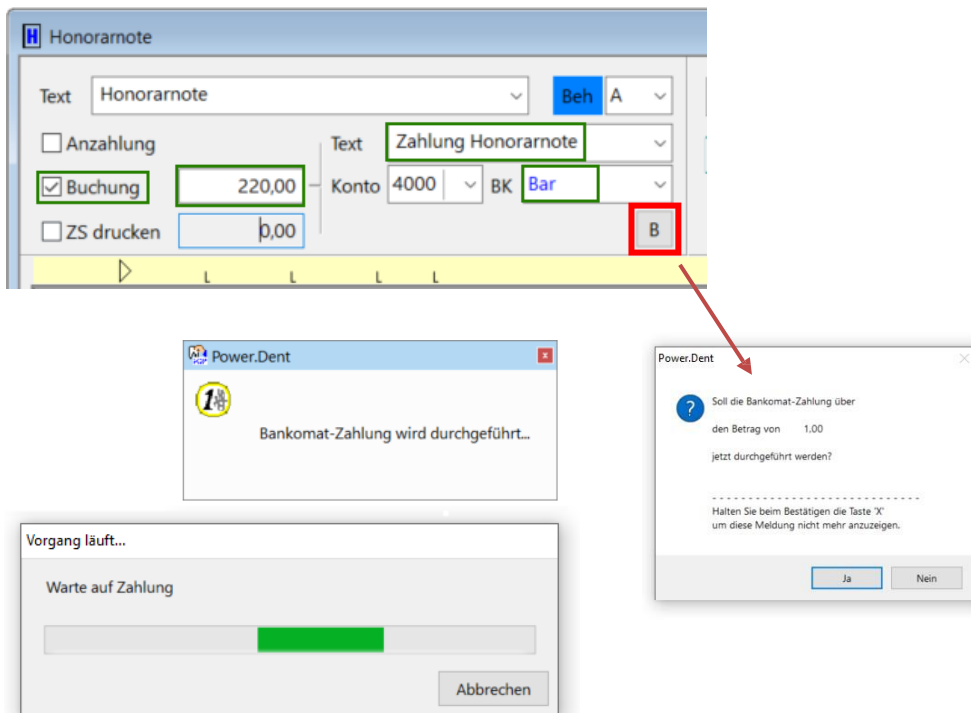 H Honorarnote
Text Honorarnote Beh A
Anzahlung Text Zahlung Honorarnote
Buchung 220,00 Konto 4000 BK Bar
ZS drucken 0,00 B
L L L L
Power.Dent x
Bankomat-Zahlung wird durchgeführt...
Power.Dent
? Soll die Bankomat-Zahlung über
den Betrag von 1.00
jetzt durchgeführt werden?
- - - - - - - - - - - - - - - - - - - - - - - - - - - - -
Halten Sie beim Bestätigen die Taste 'X'
um diese Meldung nicht mehr anzuzeigen.
Ja Nein
Vorgang läuft...
Warte auf Zahlung
Abbrechen